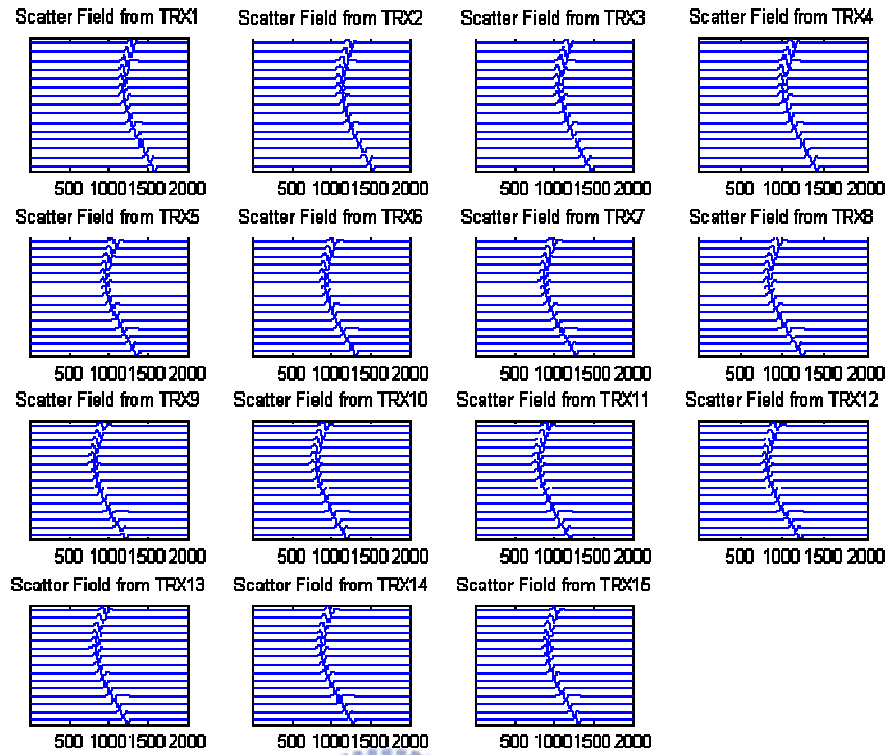 Scatter Field from TRX1
Scatter Field from TRX2
Scatter Field from TRX3
Scatter Field from TRX4
500 1000 1500 2000
500 1000 1500 2000
500 1000 1500 2000
500 1000 1500 2000
Scatter Field from TRX5
Scatter Field from TRX6
Scatter Field from TRX7
Scatter Field from TRX8
500 1000 1500 2000
500 1000 1500 2000
500 1000 1500 2000
500 1000 1500 2000
Scatter Field from TRX9
Scatter Field from TRX10
Scatter Field from TRX11
Scatter Field from TRX12
500 1000 1500 2000
500 1000 1500 2000
500 1000 1500 2000
500 1000 1500 2000
Scattor Field from TRX13
Scattor Field from TRX14
Scattor Field from TRX15
500 1000 1500 2000
500 1000 1500 2000
500 1000 1500 2000